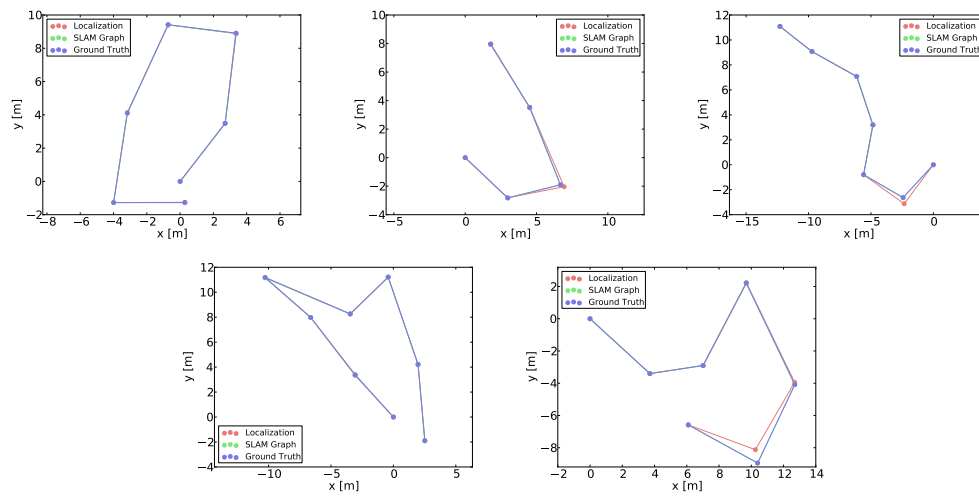 10
8
6
4
2
0
−2
y [m]
Localization
SLAM Graph
Ground Truth
−8 −6 −4 −2 0 2 4 6
x [m]
10
8
6
4
2
0
−2
−4
y [m]
Localization
SLAM Graph
Ground Truth
−5 0 5 10
x [m]
12
10
8
6
4
2
0
−2
−4
y [m]
Localization
SLAM Graph
Ground Truth
−15 −10 −5 0
x [m]
12
10
8
6
4
2
0
−2
−4
y [m]
Localization
SLAM Graph
Ground Truth
−10 −5 0 5
x [m]
2
0
−2
−4
−6
−8
y [m]
Localization
SLAM Graph
Ground Truth
−2 0 2 4 6 8 10 12 14
x [m]